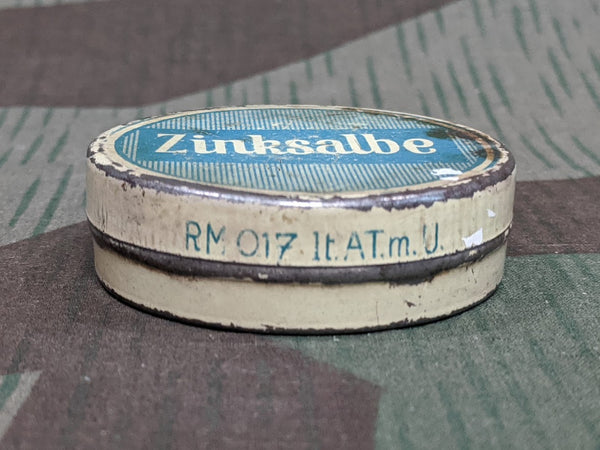 Zinksalbe
RM 017 lt. AT. m. U.